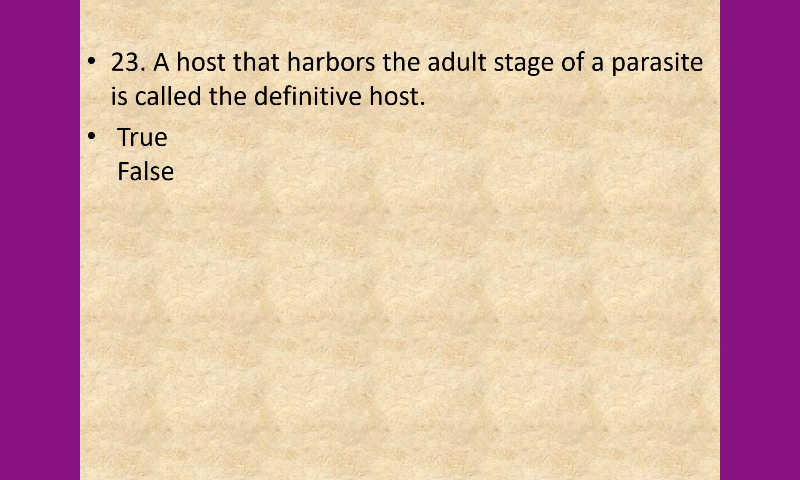 • 23. A host that harbors the adult stage of a parasite
is called the definitive host.
• True
False